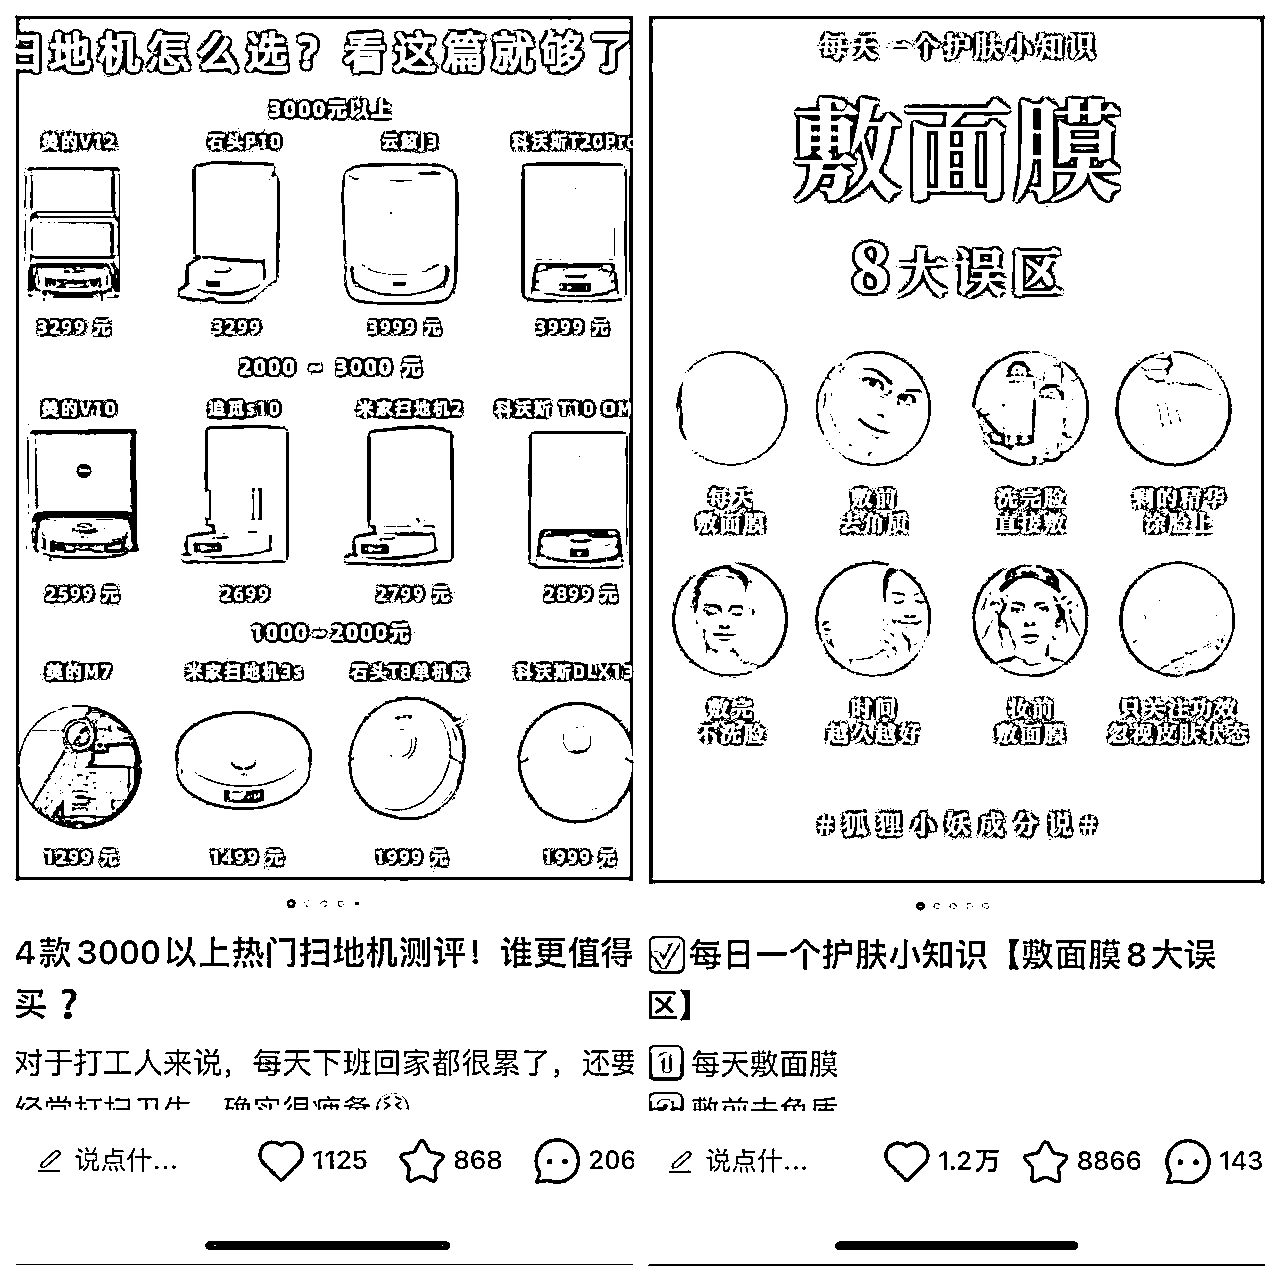 扫地机怎么选？看这篇就够了
3000元以上
美的V12 石头P10 云鲸J3 科沃斯T20Pro
3299 元 3299 3999 元 3999 元
2000 ~ 3000 元
美的V10 追觅s10 米家扫地机2 科沃斯 T10 OM
2599 元 2699 2799 元 2899 元
1000~2000元
美的M7 米家扫地机3s 石头T8单机版 科沃斯DLX13
1299 元 1499 元 1999 元 1999 元
4款3000以上热门扫地机测评！谁更值得
买？
对于打工人来说，每天下班回家都很累了，还要
经常打扫卫生，确实很疲惫
说点什... 1125 868 206
每天一个护肤小知识
敷面膜
8大误区
每天 敷前 洗完脸 剩的精华
敷面膜 去角质 直接敷 涂脸上
敷完 时间 妆前 只关注功效
不洗脸 越久越好 敷面膜 忽视皮肤状态
#狐狸小妖成分说#
每日一个护肤小知识【敷面膜8大误
区】
1 每天敷面膜
2 敷前去角质
说点什... 1.2万 8866 143